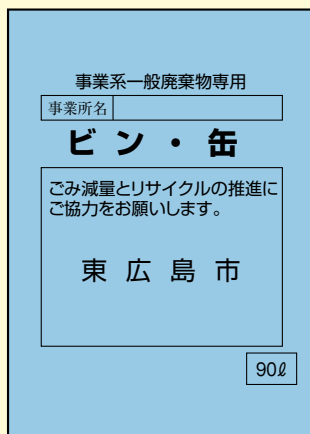 事業系一般廃棄物専用
事業所名
ビン・缶
ごみ減量とリサイクルの推進に
ご協力をお願いします。
東広島市
90ℓ